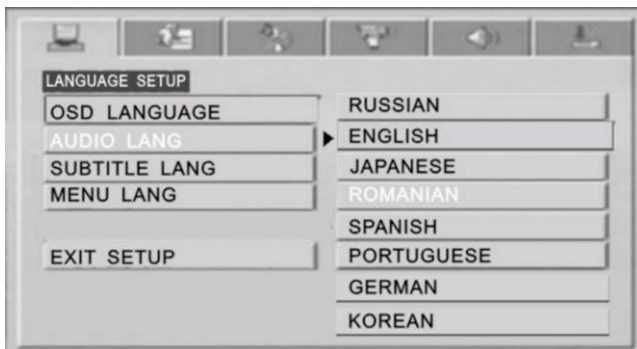 LANGUAGE SETUP
OSD LANGUAGE
AUDIO LANG
SUBTITLE LANG
MENU LANG
EXIT SETUP
RUSSIAN
ENGLISH
JAPANESE
ROMANIAN
SPANISH
PORTUGUESE
GERMAN
KOREAN